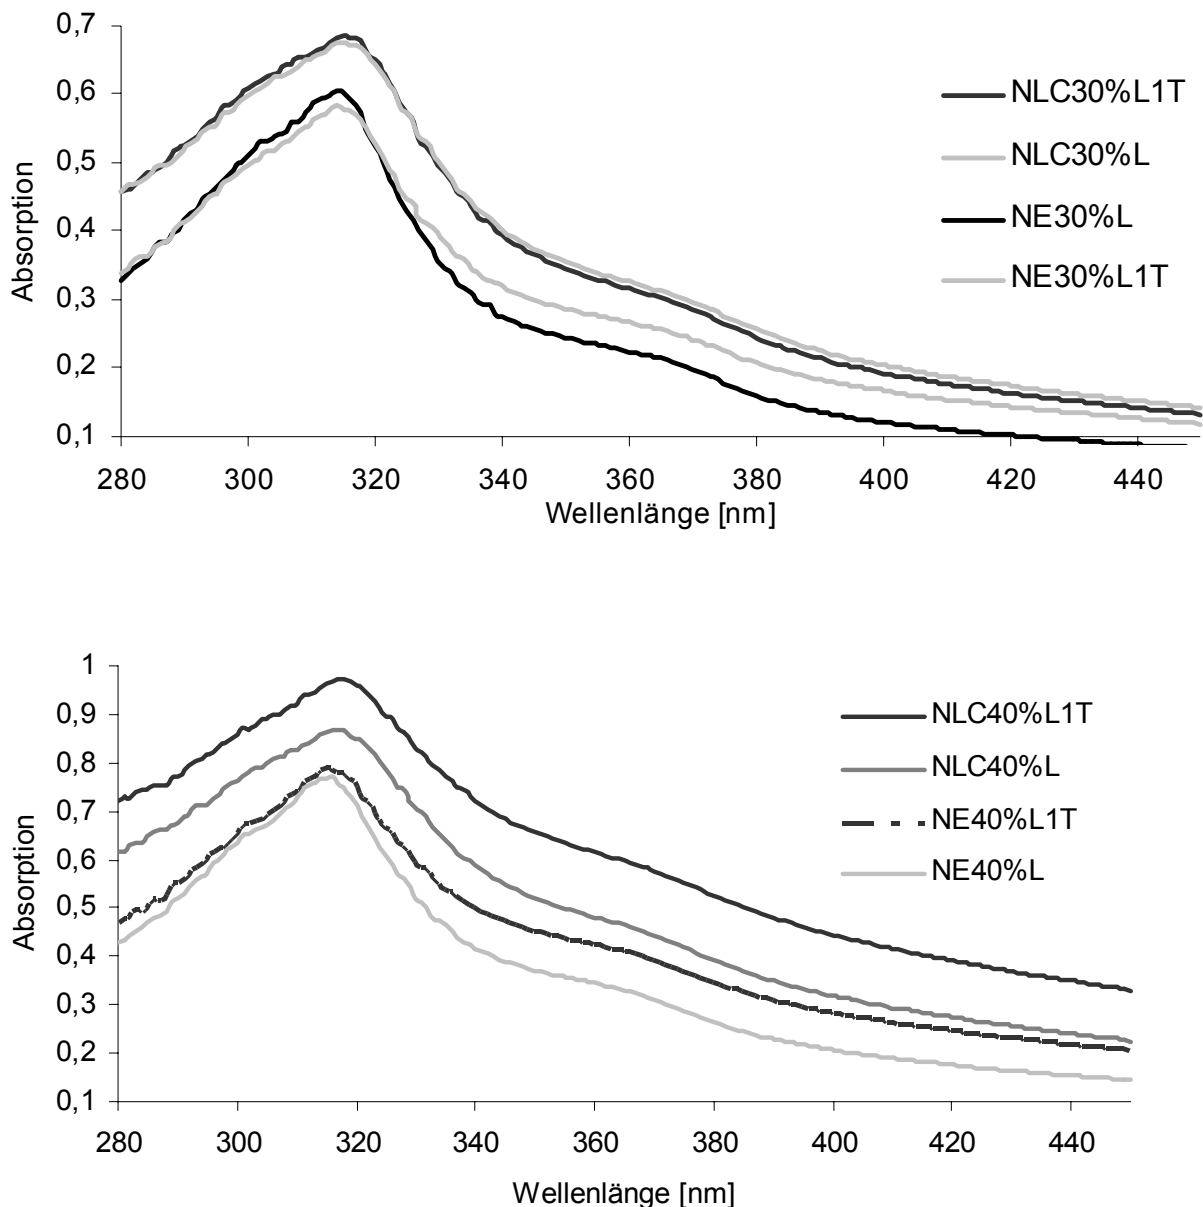 0,7
0,6
0,5
0,4
0,3
0,2
0,1
Absorption
280 300 320 340 360 380 400 420 440
Wellenlänge [nm]
NLC30%L1T
NLC30%L
NE30%L
NE30%L1T
1
0,9
0,8
0,7
0,6
0,5
0,4
0,3
0,2
0,1
Absorption
280 300 320 340 360 380 400 420 440
Wellenlänge [nm]
NLC40%L1T
NLC40%L
NE40%L1T
NE40%L